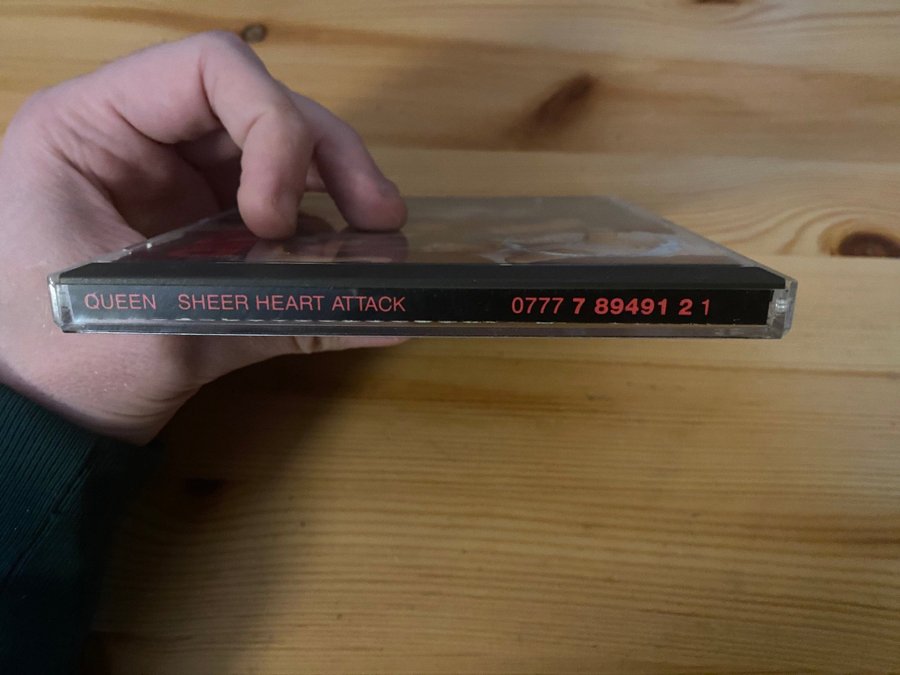 QUEEN SHEER HEART ATTACK 0777 7 89491 2 1